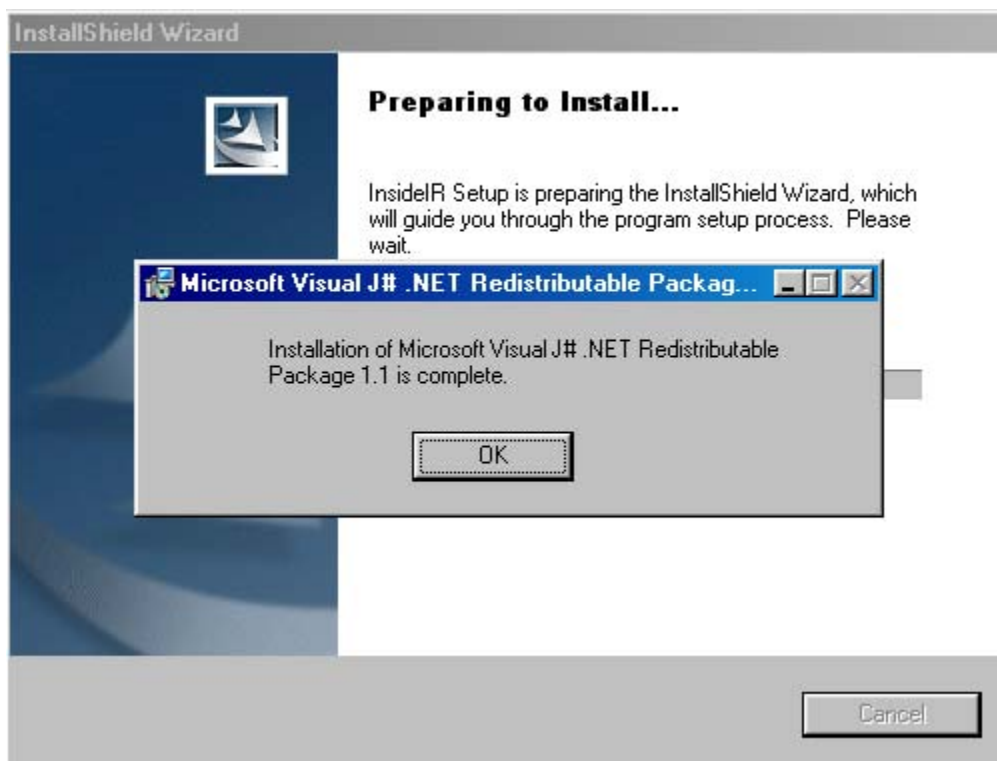 InstallShield Wizard
Preparing to Install...
InsideIR Setup is preparing the InstallShield Wizard, which
will guide you through the program setup process.  Please
wait.
Microsoft Visual J# .NET Redistributable Packag...
Installation of Microsoft Visual J# .NET Redistributable
Package 1.1 is complete.
OK
Cancel